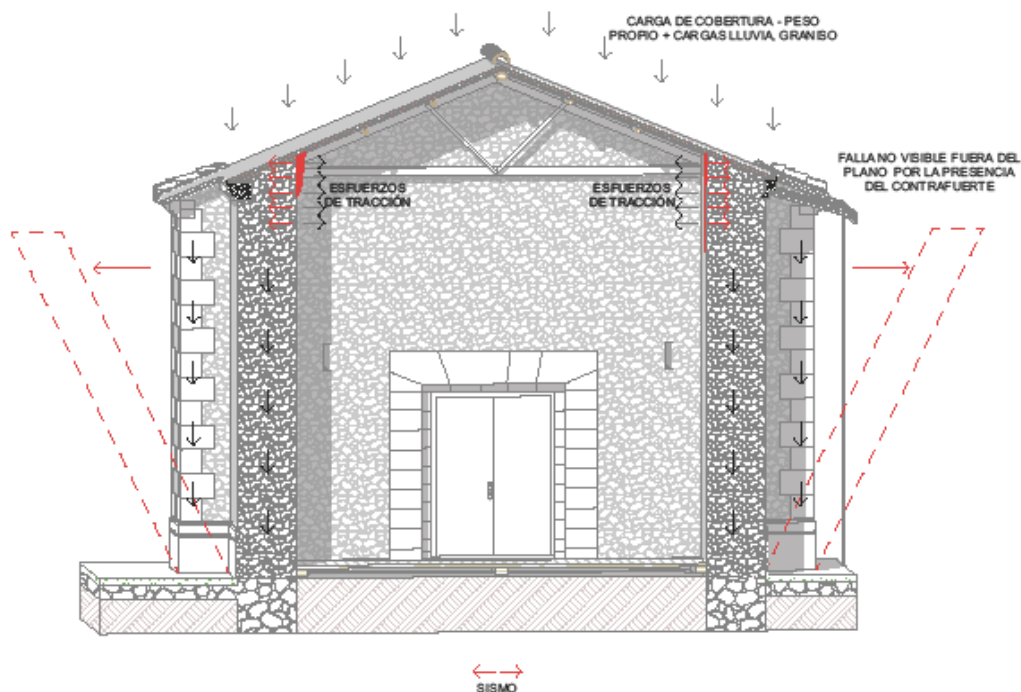 CARGA DE COBERTURA - PESO
PROPIO + CARGAS LLUVIA, GRANISO
FALLA NO VISIBLE FUERA DEL
PLANO POR LA PRESENCIA
DEL CONTRAFUERTE
ESFUERZOS
DE TRACCIÓN
ESFUERZOS
DE TRACCIÓN
SISMO